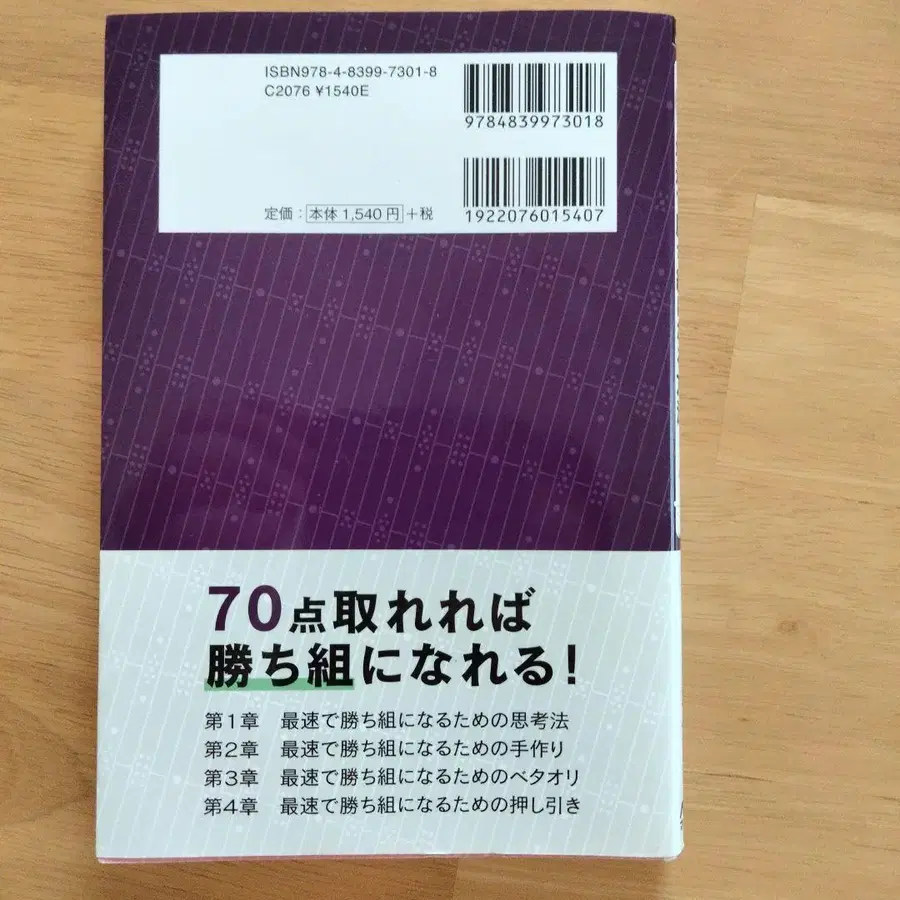 ISBN978-4-8399-7301-8
C2076 ¥1540E
9784839973018
定価：本体 1,540 円＋税
1922076015407
70点取れれば
勝ち組になれる！
第1章　最速で勝ち組になるための思考法
第2章　最速で勝ち組になるための手作り
第3章　最速で勝ち組になるためのベタオリ
第4章　最速で勝ち組になるための押し引き